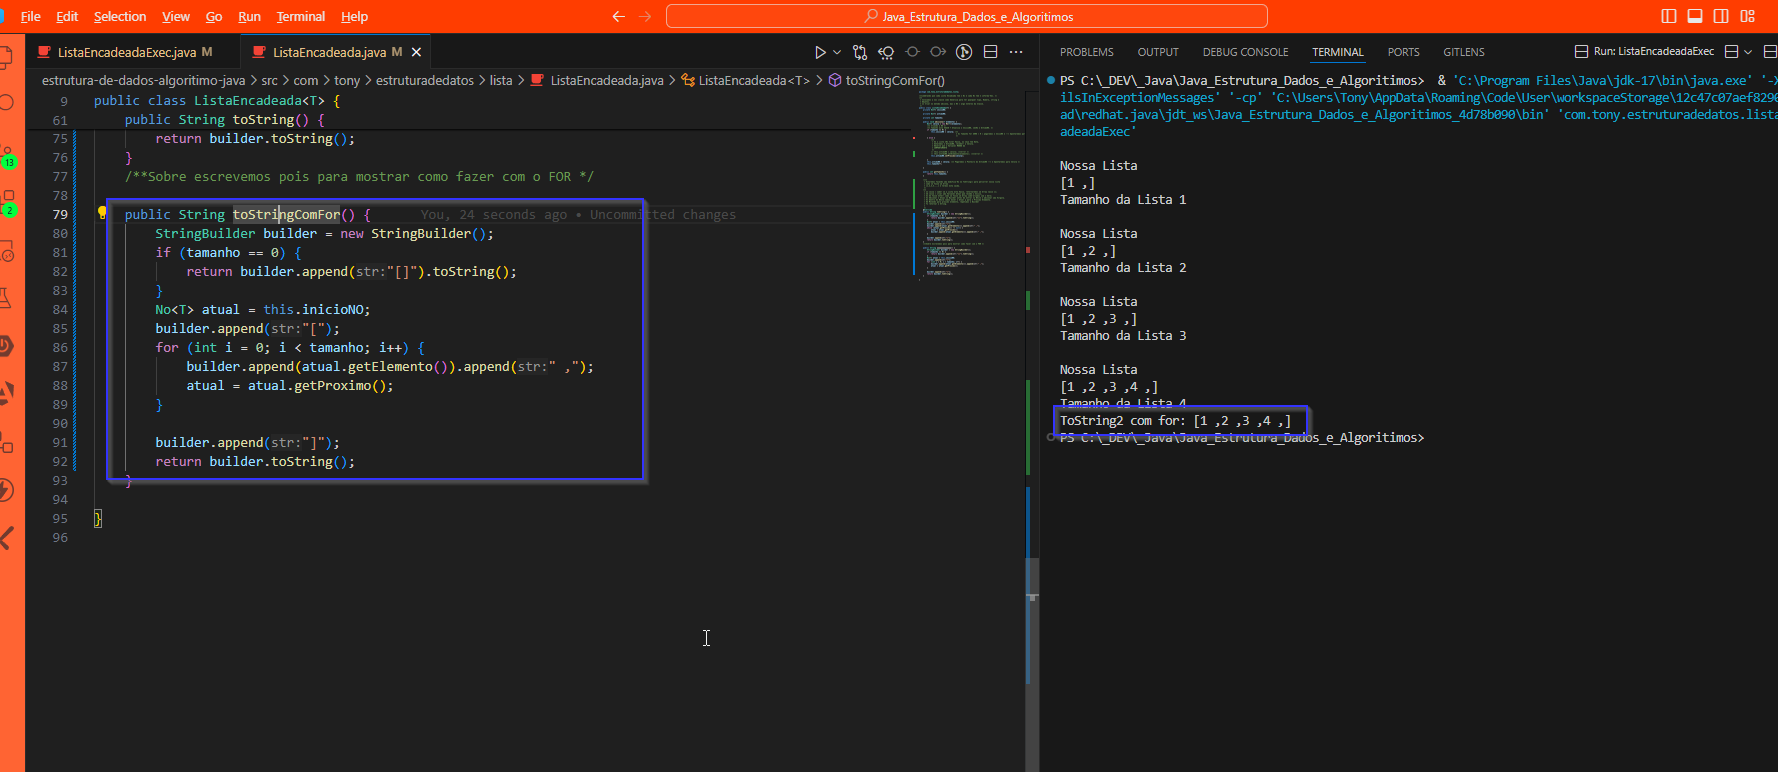 File Edit Selection View Go Run Terminal Help
Java_Estrutura_Dados_e_Algoritimos
ListaEncadeadaExec.java M
ListaEncadeada.java M
estrutura-de-dados-algoritimo-java > src > com > tony > estruturadedatos > lista > ListaEncadeada.java > ListaEncadeada<T> > toStringComFor()
9 public class ListaEncadeada<T> {
61 public String toString() {
75 return builder.toString();
76 }
77 /**Sobre escrevemos pois para mostrar como fazer com o FOR */
78
79 public String toStringComFor() { You, 24 seconds ago • Uncommitted changes
80 StringBuilder builder = new StringBuilder();
81 if (tamanho == 0) {
82 return builder.append(str:"[]").toString();
83 }
84 No<T> atual = this.inicioNO;
85 builder.append(str:"[");
86 for (int i = 0; i < tamanho; i++) {
87 builder.append(atual.getElemento()).append(str:" ,");
88 atual = atual.getProximo();
89 }
90
91 builder.append(str:"]");
92 return builder.toString();
93 }
94
95 }
96
13
2
PROBLEMS OUTPUT DEBUG CONSOLE TERMINAL PORTS GITLENS
Run: ListaEncadeadaExec
PS C:\_DEV\_Java\Java_Estrutura_Dados_e_Algoritimos> & 'C:\Program Files\Java\jdk-17\bin\java.exe' '-X
ilsInExceptionMessages' '-cp' 'C:\Users\Tony\AppData\Roaming\Code\User\workspaceStorage\12c47c07aef8290
ad\redhat.java\jdt_ws\Java_Estrutura_Dados_e_Algoritimos_4d78b090\bin' 'com.tony.estruturadedatos.lista
adeadaExec'
Nossa Lista
[1 ,]
Tamanho da Lista 1
Nossa Lista
[1 ,2 ,]
Tamanho da Lista 2
Nossa Lista
[1 ,2 ,3 ,]
Tamanho da Lista 3
Nossa Lista
[1 ,2 ,3 ,4 ,]
Tamanho da Lista 4
ToString2 com for: [1 ,2 ,3 ,4 ,]
PS C:\_DEV\_Java\Java_Estrutura_Dados_e_Algoritimos>